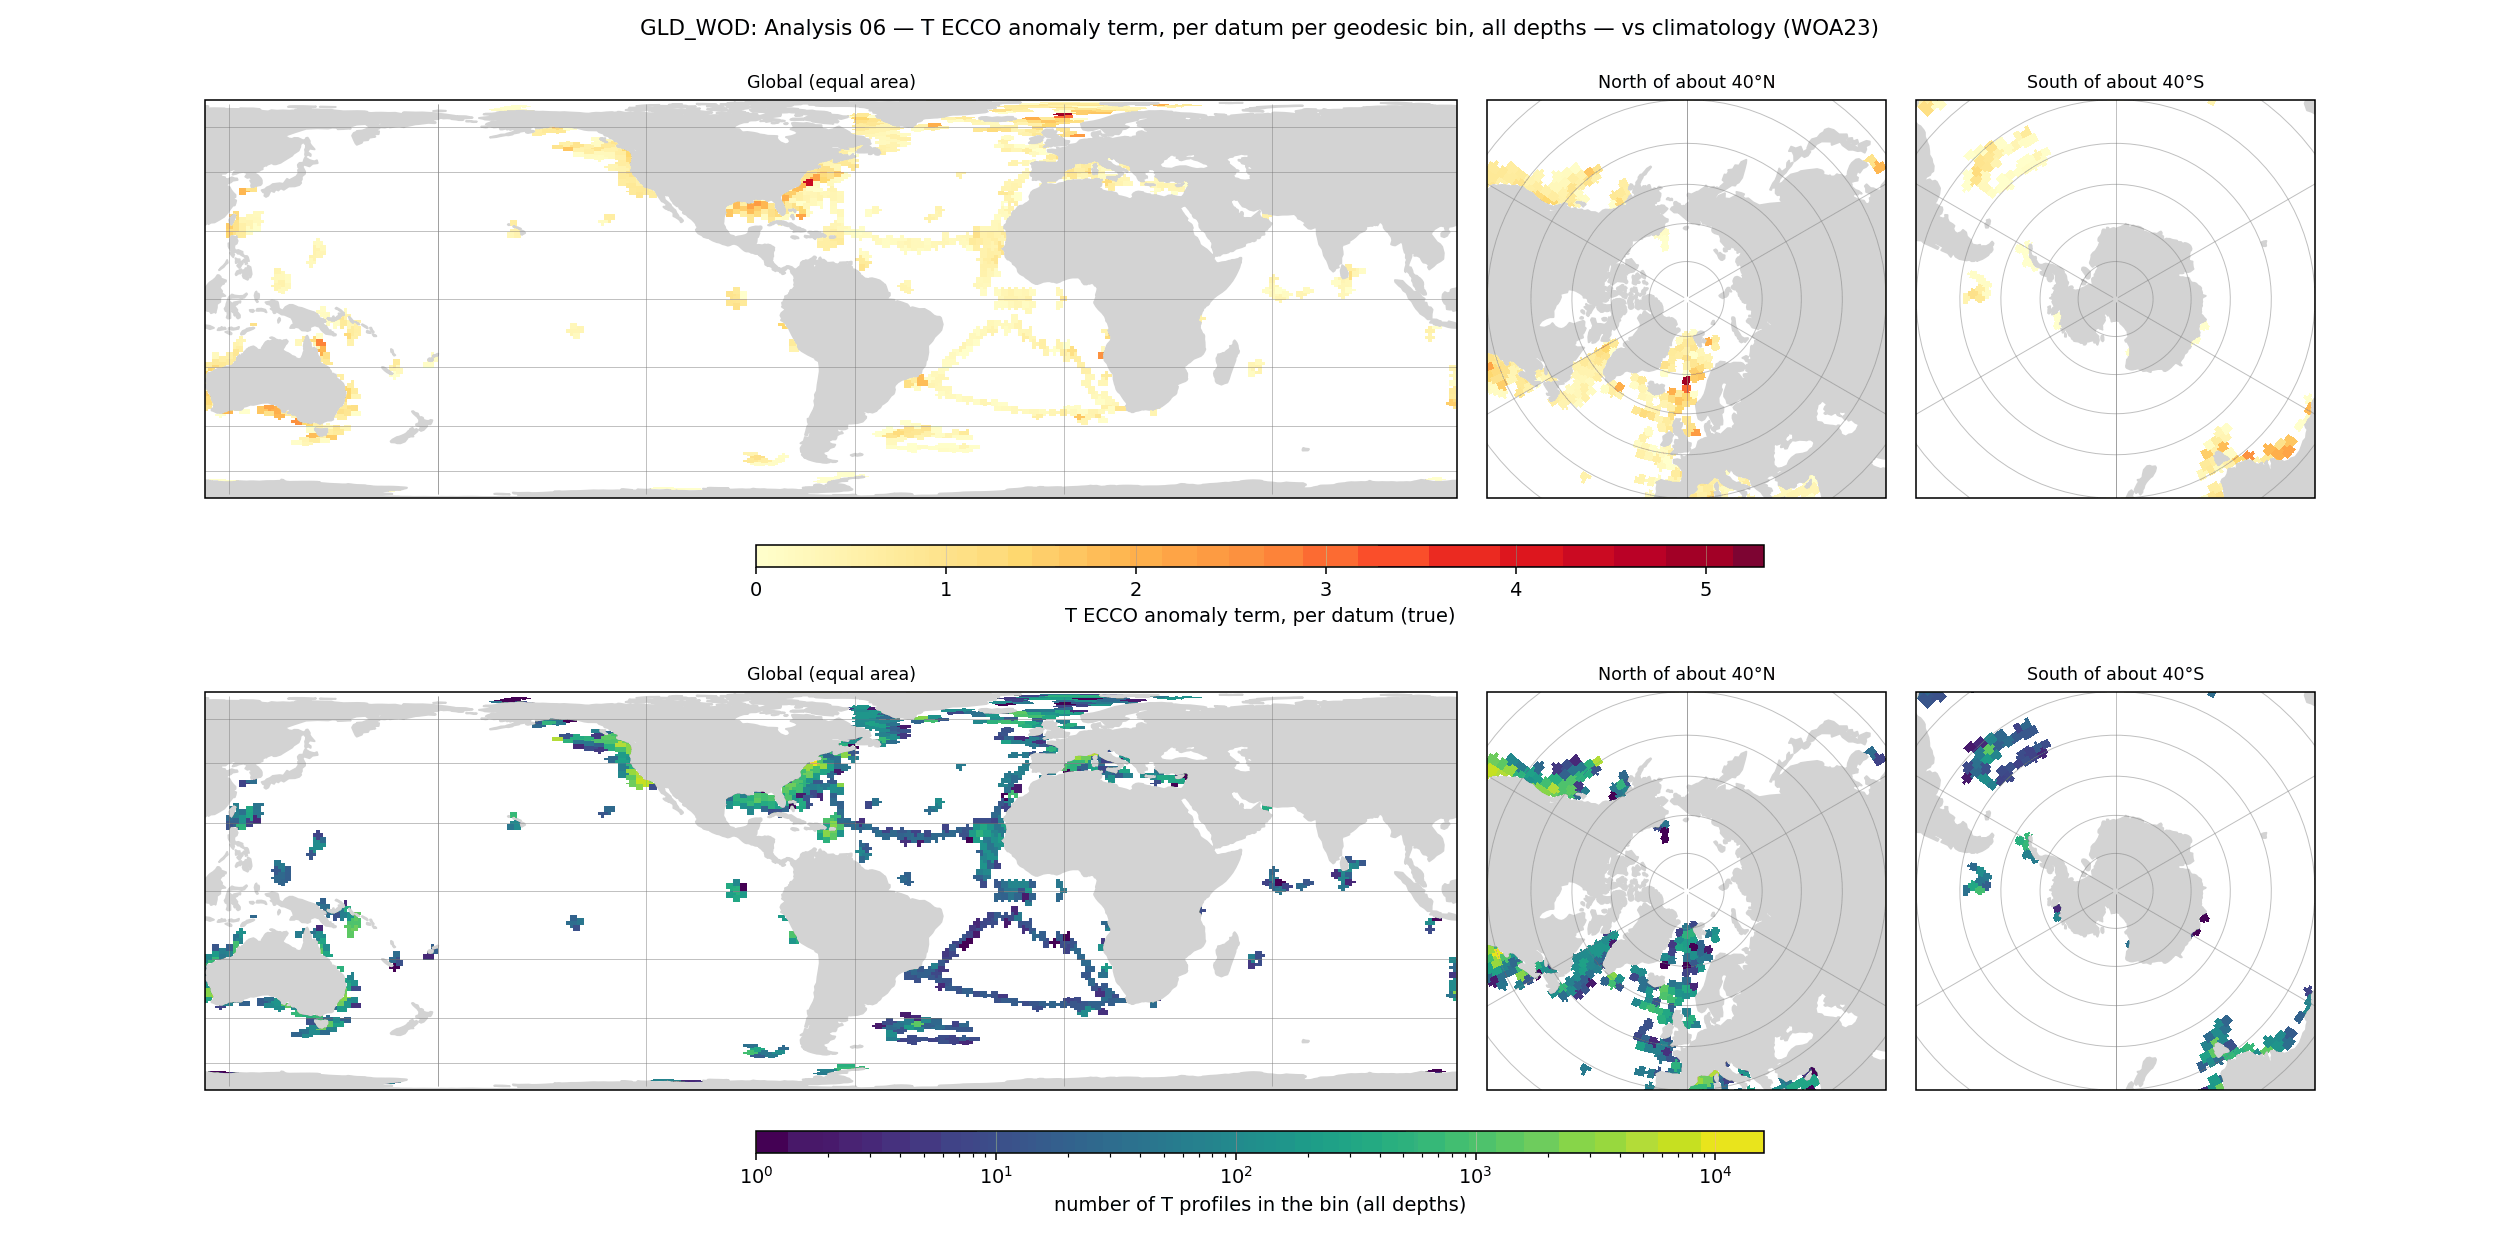 GLD_WOD: Analysis 06 — T ECCO anomaly term, per datum per geodesic bin, all depths — vs climatology (WOA23)
Global (equal area)
North of about 40°N
South of about 40°S
0 1 2 3 4 5
T ECCO anomaly term, per datum (true)
Global (equal area)
North of about 40°N
South of about 40°S
10⁰ 10¹ 10² 10³ 10⁴
number of T profiles in the bin (all depths)